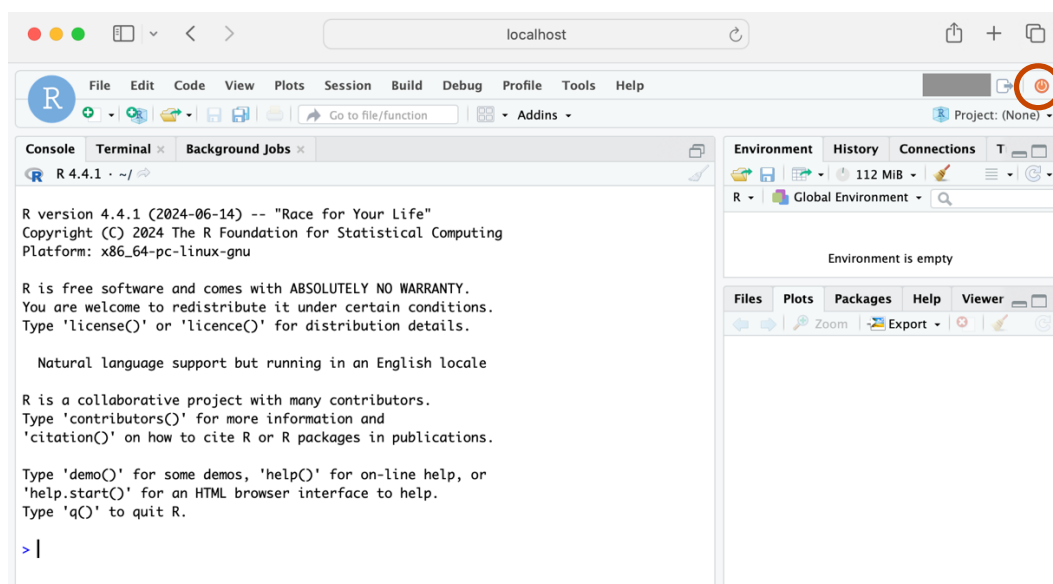 localhost
R
File Edit Code View Plots Session Build Debug Profile Tools Help
Go to file/function
Addins
Project: (None)
Console Terminal Background Jobs
R 4.4.1 · ~/
R version 4.4.1 (2024-06-14) -- "Race for Your Life"
Copyright (C) 2024 The R Foundation for Statistical Computing
Platform: x86_64-pc-linux-gnu
R is free software and comes with ABSOLUTELY NO WARRANTY.
You are welcome to redistribute it under certain conditions.
Type 'license()' or 'licence()' for distribution details.
Natural language support but running in an English locale
R is a collaborative project with many contributors.
Type 'contributors()' for more information and
'citation()' on how to cite R or R packages in publications.
Type 'demo()' for some demos, 'help()' for on-line help, or
'help.start()' for an HTML browser interface to help.
Type 'q()' to quit R.
>
Environment History Connections T
112 MiB
R Global Environment
Environment is empty
Files Plots Packages Help Viewer
Zoom Export